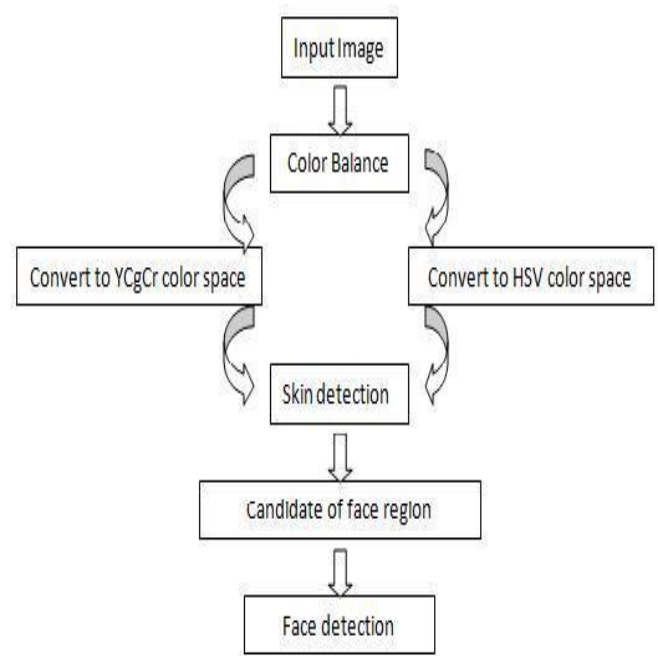 Input Image
Color Balance
Convert to YCgCr color space
Convert to HSV color space
Skin detection
Candidate of face region
Face detection